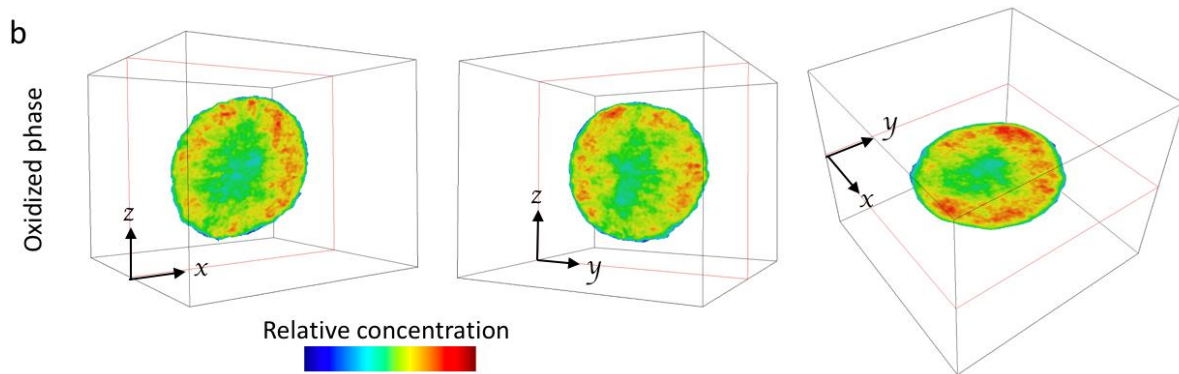 b
Oxidized phase
z
x
z
y
y
x
Relative concentration